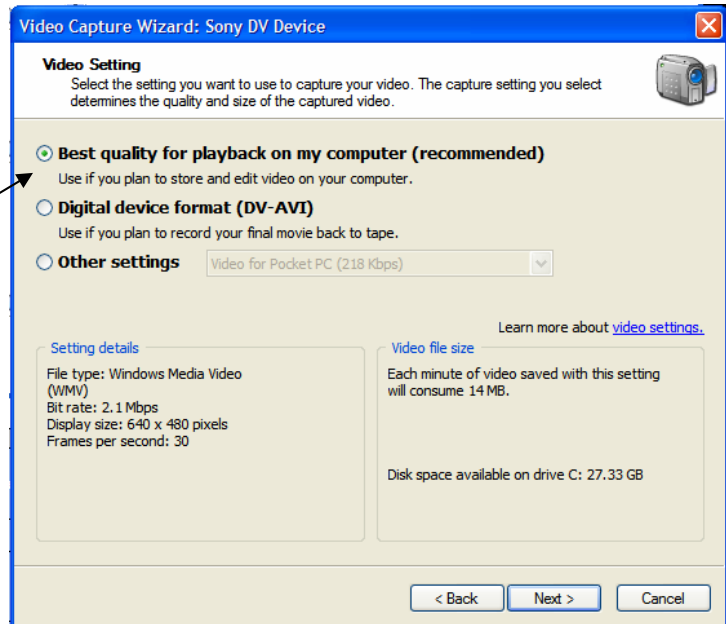 Video Capture Wizard: Sony DV Device
Video Setting
Select the setting you want to use to capture your video. The capture setting you select
determines the quality and size of the captured video.
Best quality for playback on my computer (recommended)
Use if you plan to store and edit video on your computer.
Digital device format (DV-AVI)
Use if you plan to record your final movie back to tape.
Other settings Video for Pocket PC (218 Kbps)
Learn more about video settings.
Setting details
File type: Windows Media Video
(WMV)
Bit rate: 2.1 Mbps
Display size: 640 x 480 pixels
Frames per second: 30
Video file size
Each minute of video saved with this setting
will consume 14 MB.
Disk space available on drive C: 27.33 GB
< Back Next > Cancel